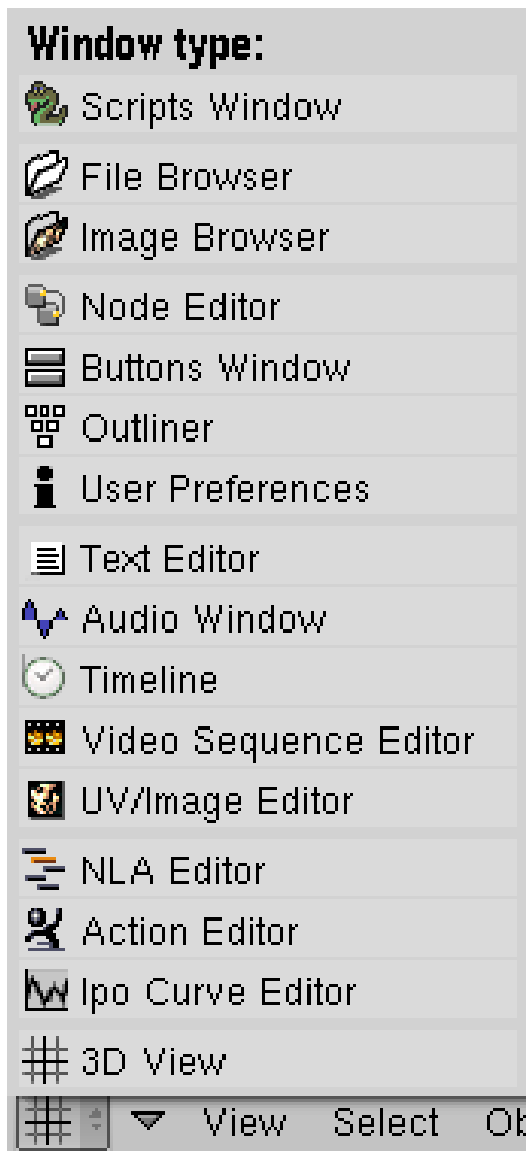 Window type:
Scripts Window
File Browser
Image Browser
Node Editor
Buttons Window
Outliner
User Preferences
Text Editor
Audio Window
Timeline
Video Sequence Editor
UV/Image Editor
NLA Editor
Action Editor
Ipo Curve Editor
3D View
View Select Ob